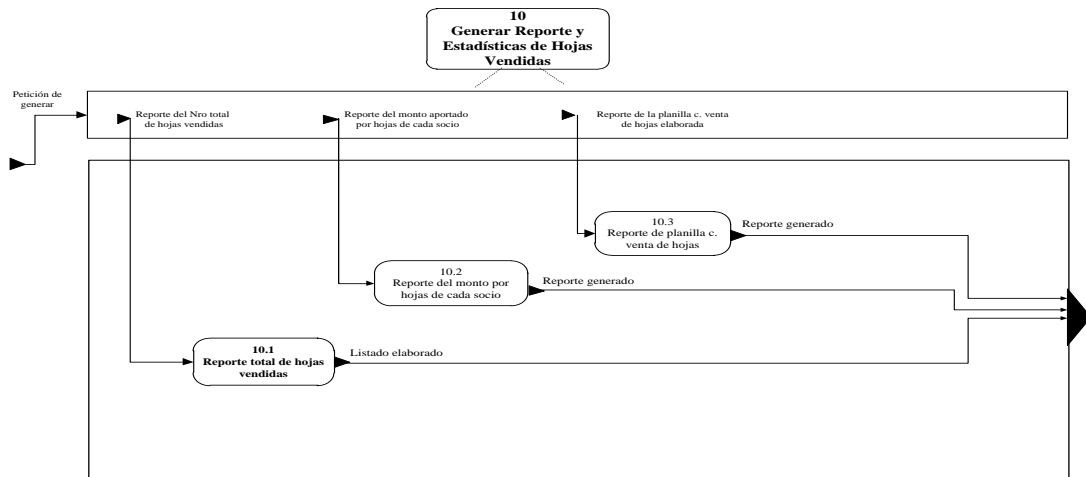 10
Generar Reporte y
Estadísticas de Hojas
Vendidas
Petición de
generar
Reporte del Nro total
de hojas vendidas
Reporte del monto aportado
por hojas de cada socio
Reporte de la planilla c. venta
de hojas elaborada
10.3
Reporte de planilla c.
venta de hojas
Reporte generado
10.2
Reporte del monto por
hojas de cada socio
Reporte generado
10.1
Reporte total de hojas
vendidas
Listado elaborado